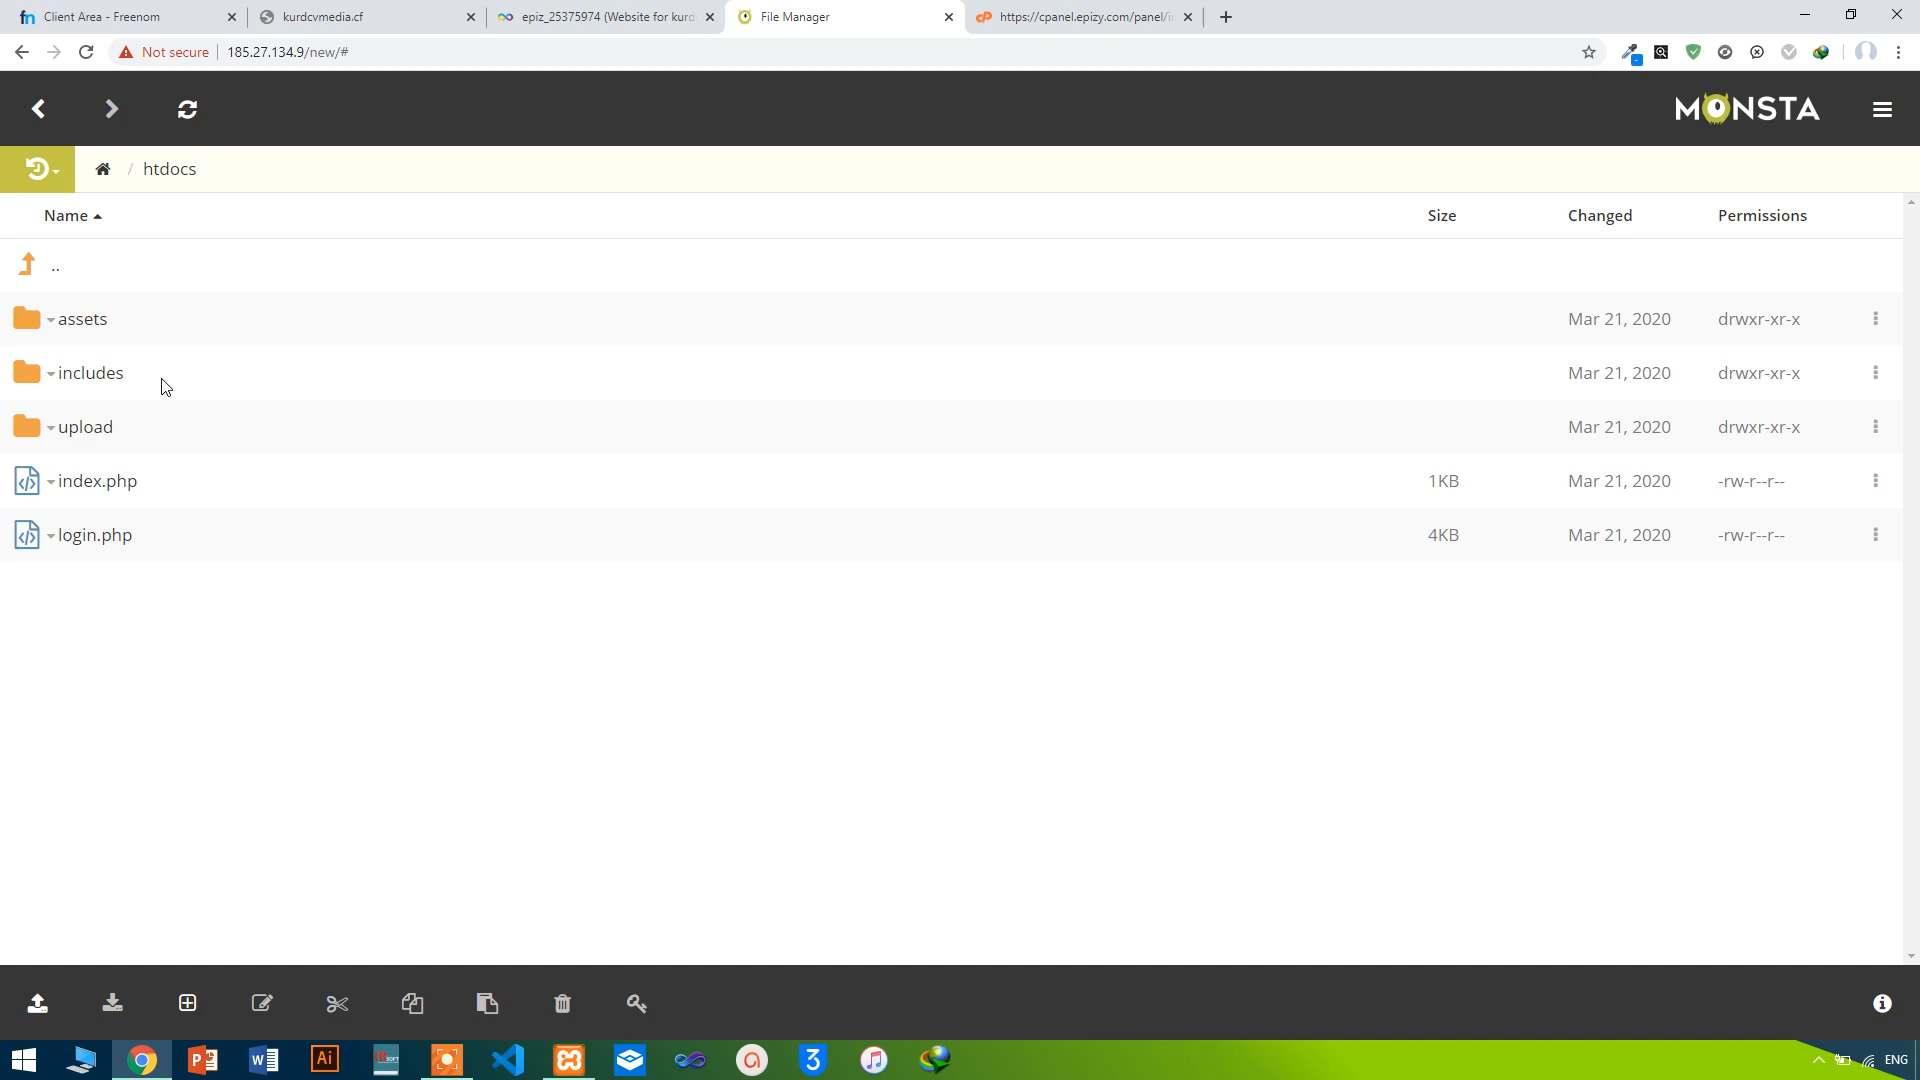 Client Area - Freenom
kurdcvmedia.cf
epiz_25375974 (Website for kurd
File Manager
https://cpanel.epizy.com/panel/i
Not secure
185.27.134.9/new/#
MONSTA
/ htdocs
Name Size Changed Permissions
..
assets Mar 21, 2020 drwxr-xr-x
includes Mar 21, 2020 drwxr-xr-x
upload Mar 21, 2020 drwxr-xr-x
index.php 1KB Mar 21, 2020 -rw-r--r--
login.php 4KB Mar 21, 2020 -rw-r--r--
ENG